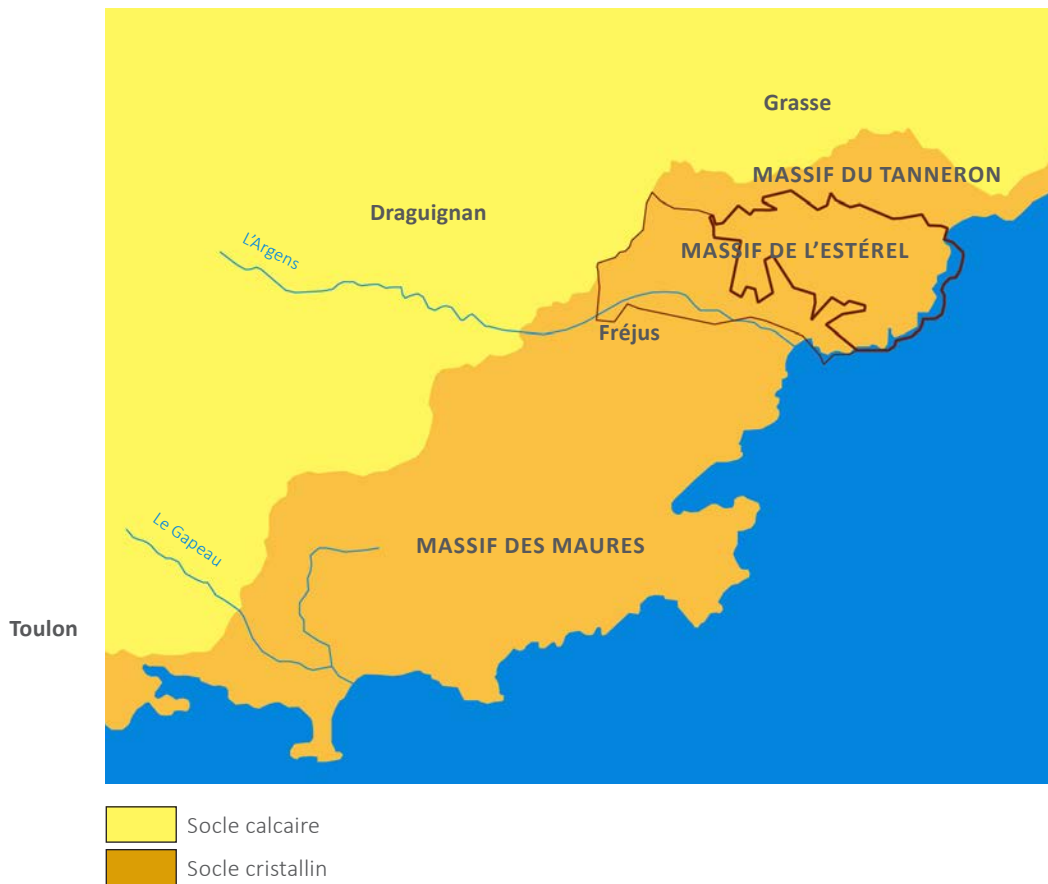 Grasse
MASSIF DU TANNERON
Draguignan
L'Argens
MASSIF DE L'ESTÉREL
Fréjus
Le Gapeau
MASSIF DES MAURES
Toulon
Socle calcaire
Socle cristallin